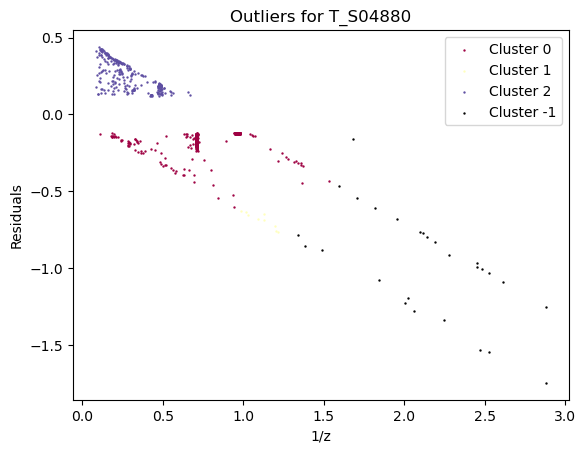 Outliers for T_S04880
0.5
0.0
−0.5
−1.0
−1.5
Residuals
Cluster 0
Cluster 1
Cluster 2
Cluster -1
0.0
0.5
1.0
1.5
2.0
2.5
3.0
1/z